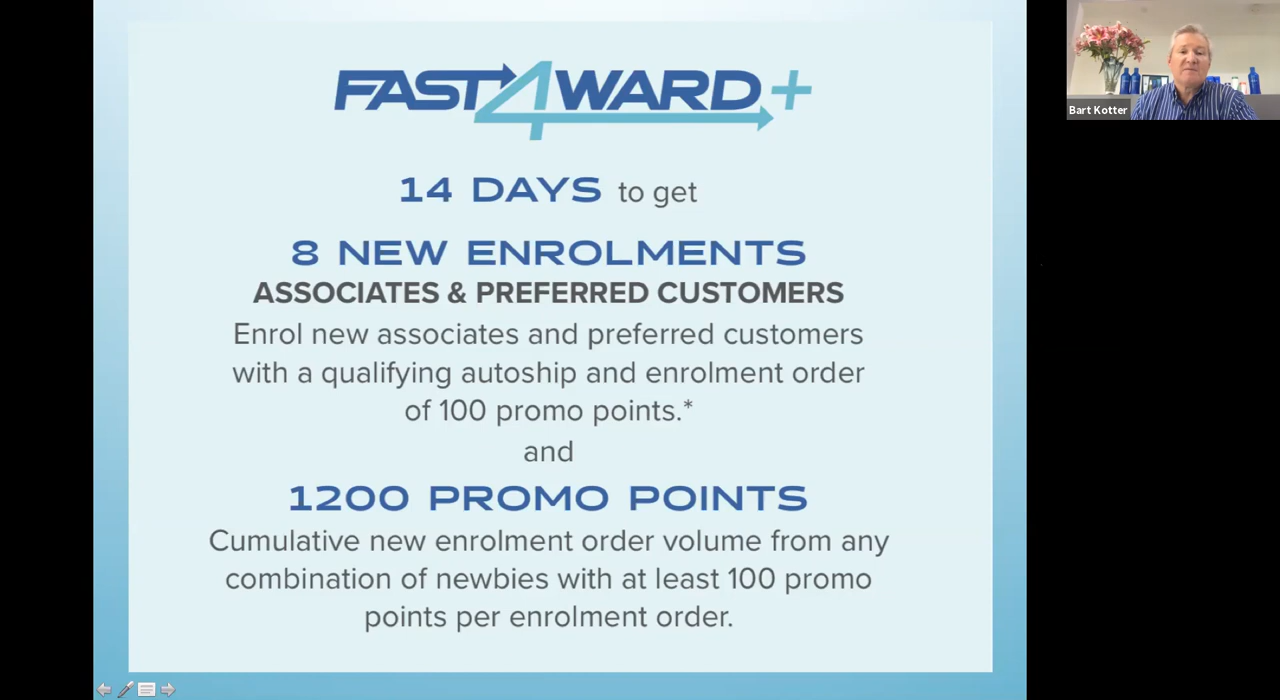 FAST4WARD+
14 DAYS to get
8 NEW ENROLMENTS
ASSOCIATES & PREFERRED CUSTOMERS
Enrol new associates and preferred customers
with a qualifying autoship and enrolment order
of 100 promo points.*
and
1200 PROMO POINTS
Cumulative new enrolment order volume from any
combination of newbies with at least 100 promo
points per enrolment order.
Bart Kotter